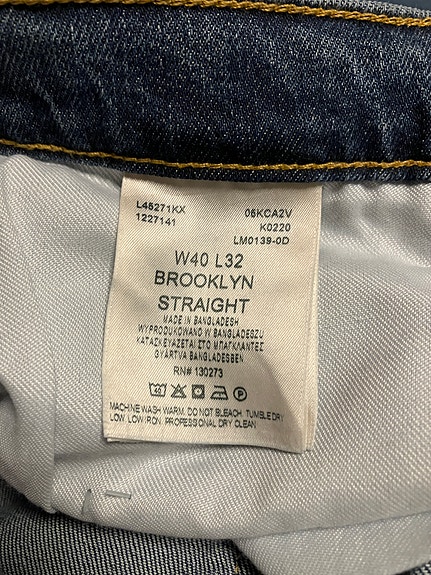 L45271KX 06KCA2V
1227141 K0220
LM0139-0D
W40 L32
BROOKLYN
STRAIGHT
MADE IN BANGLADESH
WYPRODUKOWANO W BANGLADESZU
ΚΑΤΑΣΚΕΥΑΖΕΤΑΙ ΣΤΟ ΜΠΑΓΚΛΑΝΤΕΣ
GYÁRTVA BANGLADESBEN
RN# 130273
40 P
MACHINE WASH WARM. DO NOT BLEACH. TUMBLE DRY
LOW. LOW IRON. PROFESSIONAL DRY CLEAN